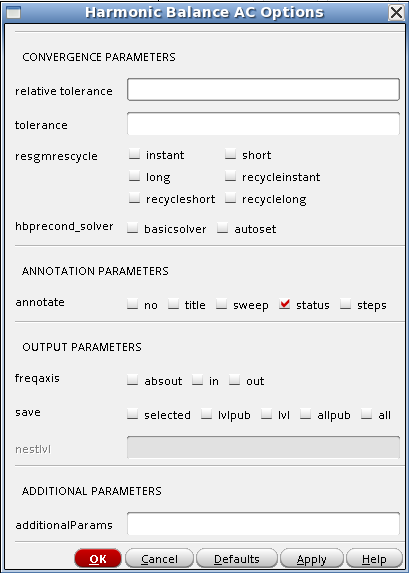 Harmonic Balance AC Options
CONVERGENCE PARAMETERS
relative tolerance
tolerance
resgmrescycle instant short
long recycleinstant
recycleshort recyclelong
hbprecond_solver basicsolver autoset
ANNOTATION PARAMETERS
annotate no title sweep status steps
OUTPUT PARAMETERS
freqaxis absout in out
save selected lvlpub lvl allpub all
nestlvl
ADDITIONAL PARAMETERS
additionalParams
OK Cancel Defaults Apply Help